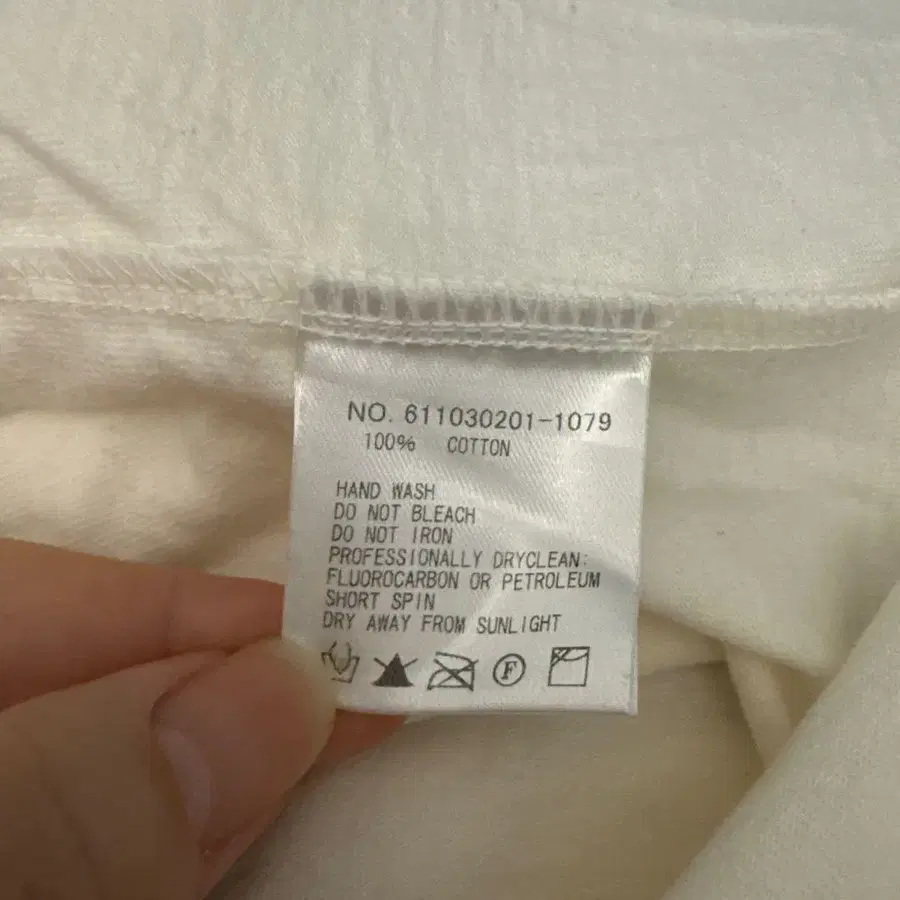 NO. 611030201-1079
100% COTTON
HAND WASH
DO NOT BLEACH
DO NOT IRON
PROFESSIONALLY DRYCLEAN:
FLUOROCARBON OR PETROLEUM
SHORT SPIN
DRY AWAY FROM SUNLIGHT
F